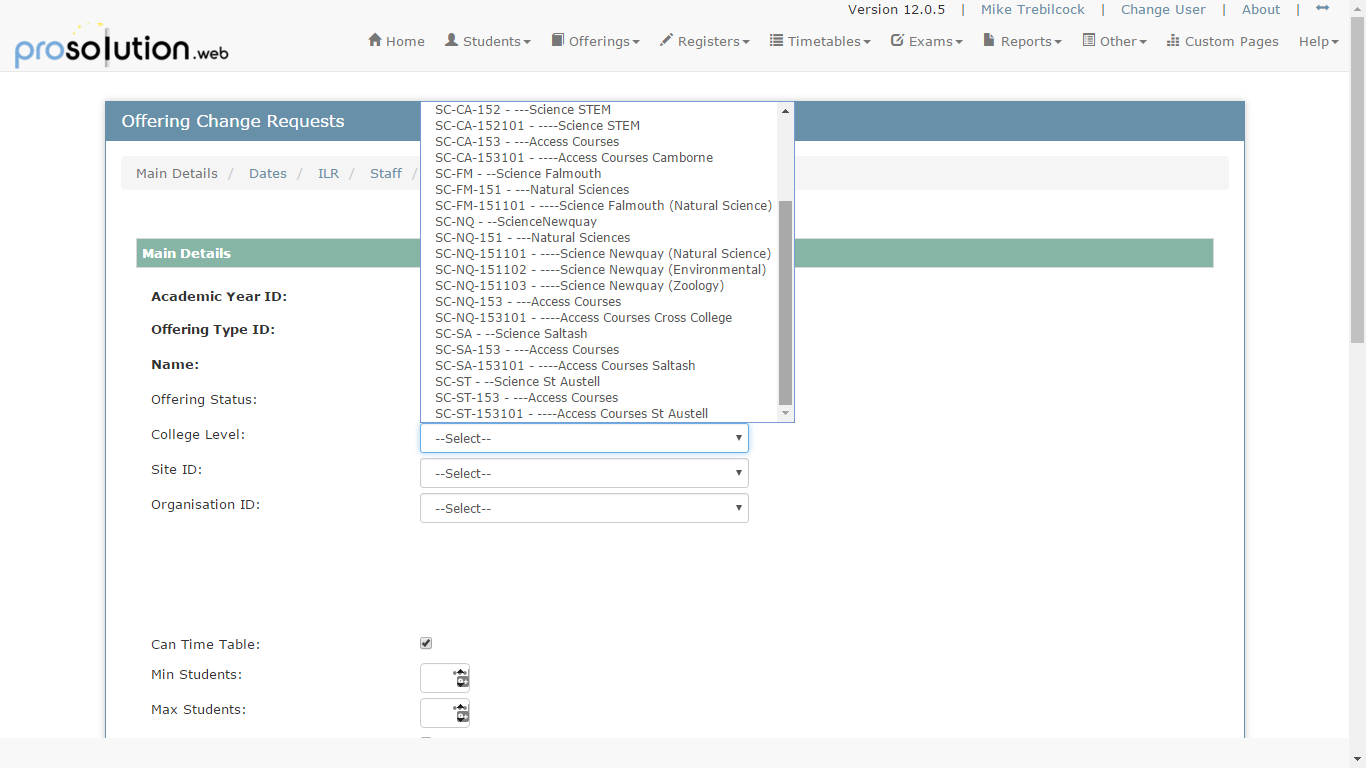 Version 12.0.5 | Mike Trebilcock | Change User | About |
prosolution.web
Home Students Offerings Registers Timetables Exams Reports Other Custom Pages Help
Offering Change Requests
Main Details / Dates / ILR / Staff /
Main Details
Academic Year ID:
Offering Type ID:
Name:
Offering Status:
SC-CA-152 - ---Science STEM
SC-CA-152101 - ----Science STEM
SC-CA-153 - ---Access Courses
SC-CA-153101 - ----Access Courses Camborne
SC-FM - --Science Falmouth
SC-FM-151 - ---Natural Sciences
SC-FM-151101 - ----Science Falmouth (Natural Science)
SC-NQ - --ScienceNewquay
SC-NQ-151 - ---Natural Sciences
SC-NQ-151101 - ----Science Newquay (Natural Science)
SC-NQ-151102 - ----Science Newquay (Environmental)
SC-NQ-151103 - ----Science Newquay (Zoology)
SC-NQ-153 - ---Access Courses
SC-NQ-153101 - ----Access Courses Cross College
SC-SA - --Science Saltash
SC-SA-153 - ---Access Courses
SC-SA-153101 - ----Access Courses Saltash
SC-ST - --Science St Austell
SC-ST-153 - ---Access Courses
SC-ST-153101 - ----Access Courses St Austell
College Level: --Select--
Site ID: --Select--
Organisation ID: --Select--
Can Time Table:
Min Students:
Max Students: